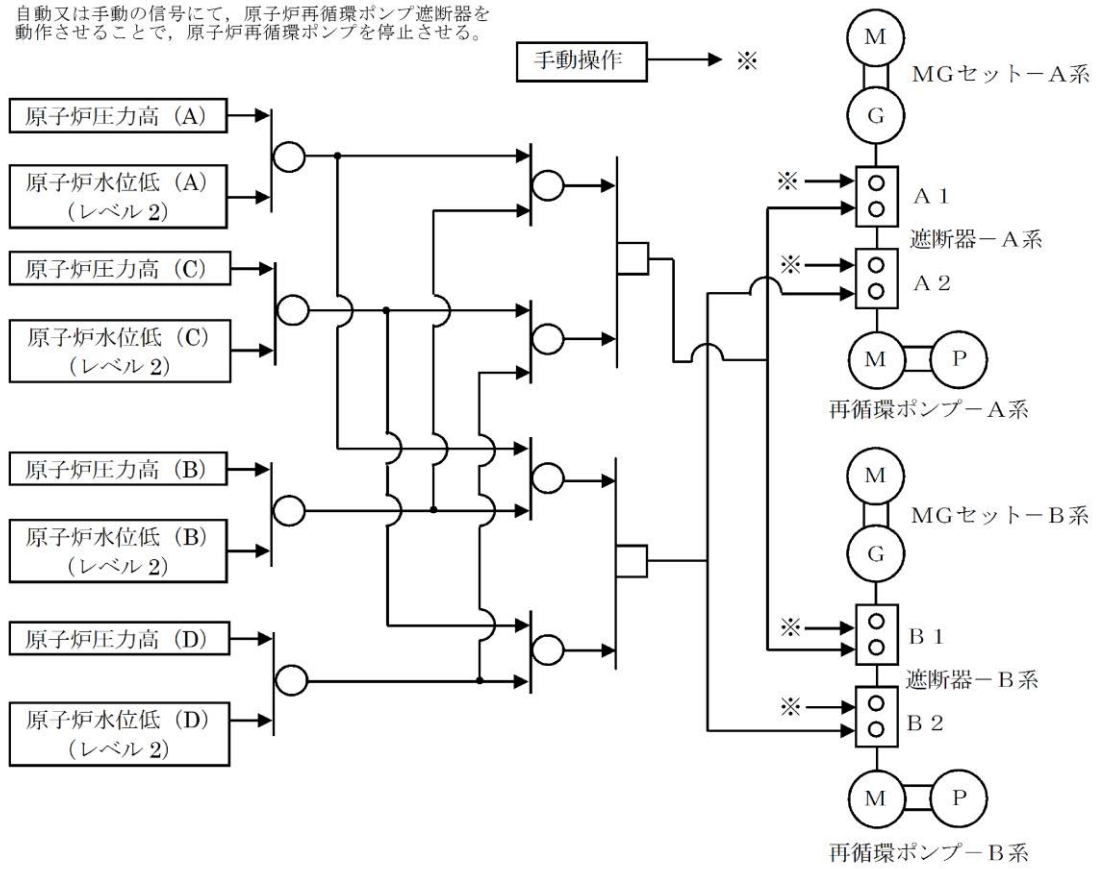 自動又は手動の信号にて，原子炉再循環ポンプ遮断器を
動作させることで，原子炉再循環ポンプを停止させる。
手動操作
※
原子炉圧力高（A）
原子炉水位低（A）
（レベル 2）
原子炉圧力高（C）
原子炉水位低（C）
（レベル 2）
原子炉圧力高（B）
原子炉水位低（B）
（レベル 2）
原子炉圧力高（D）
原子炉水位低（D）
（レベル 2）
M
MGセット－A系
G
※
A1
遮断器－A系
※
A2
M
P
再循環ポンプ－A系
M
MGセット－B系
G
※
B1
遮断器－B系
※
B2
M
P
再循環ポンプ－B系